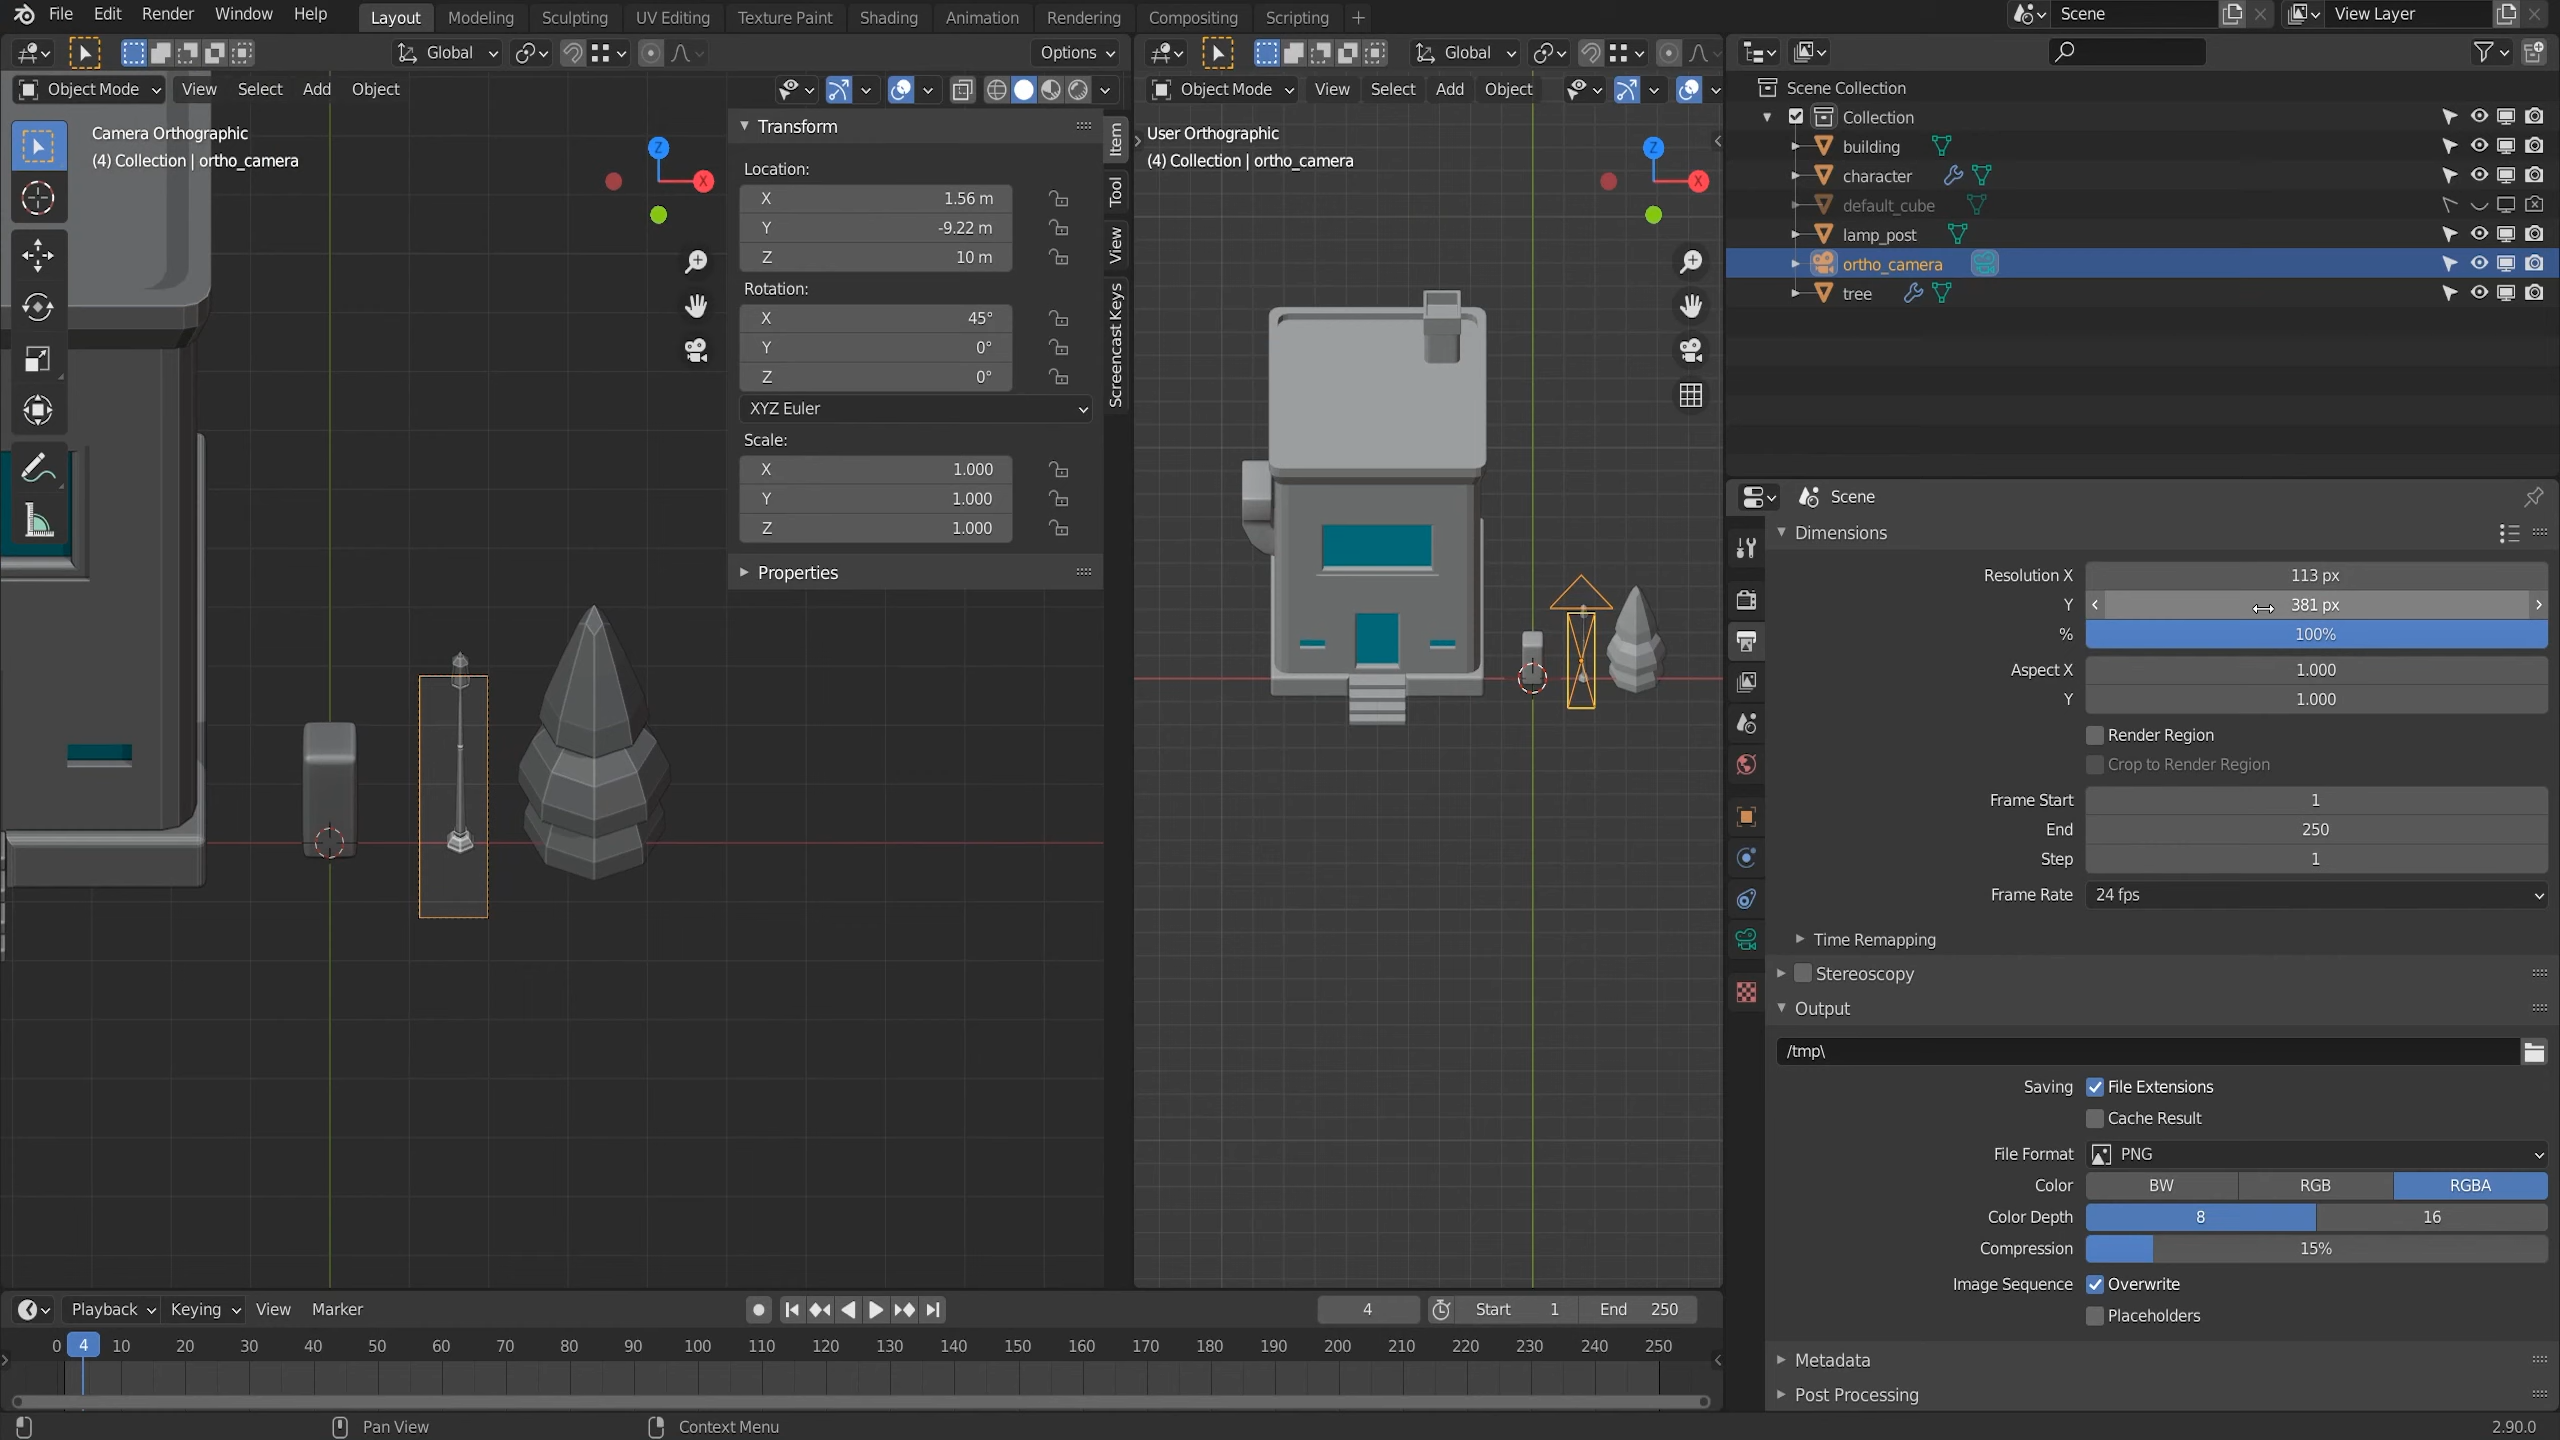 File Edit Render Window Help Layout Modeling Sculpting UV Editing Texture Paint Shading Animation Rendering Compositing Scripting + Scene View Layer
Global Options Global
Object Mode View Select Add Object Object Mode View Select Add Object
Camera Orthographic
(4) Collection | ortho_camera
Z
X
Transform
Location:
X 1.56 m
Y -9.22 m
Z 10 m
Rotation:
X 45°
Y 0°
Z 0°
XYZ Euler
Scale:
X 1.000
Y 1.000
Z 1.000
Properties
Item
Tool
View
Screencast Keys
User Orthographic
(4) Collection | ortho_camera
Z
X
Scene Collection
Collection
building
character
default_cube
lamp_post
ortho_camera
tree
Scene
Dimensions
Resolution X 113 px
Y 381 px
% 100%
Aspect X 1.000
Y 1.000
Render Region
Crop to Render Region
Frame Start 1
End 250
Step 1
Frame Rate 24 fps
Time Remapping
Stereoscopy
Output
/tmp\
Saving File Extensions
Cache Result
File Format PNG
Color BW RGB RGBA
Color Depth 8 16
Compression 15%
Image Sequence Overwrite
Placeholders
Metadata
Post Processing
Playback Keying View Marker 4 Start 1 End 250
0 4 10 20 30 40 50 60 70 80 90 100 110 120 130 140 150 160 170 180 190 200 210 220 230 240 250
Pan View Context Menu 2.90.0